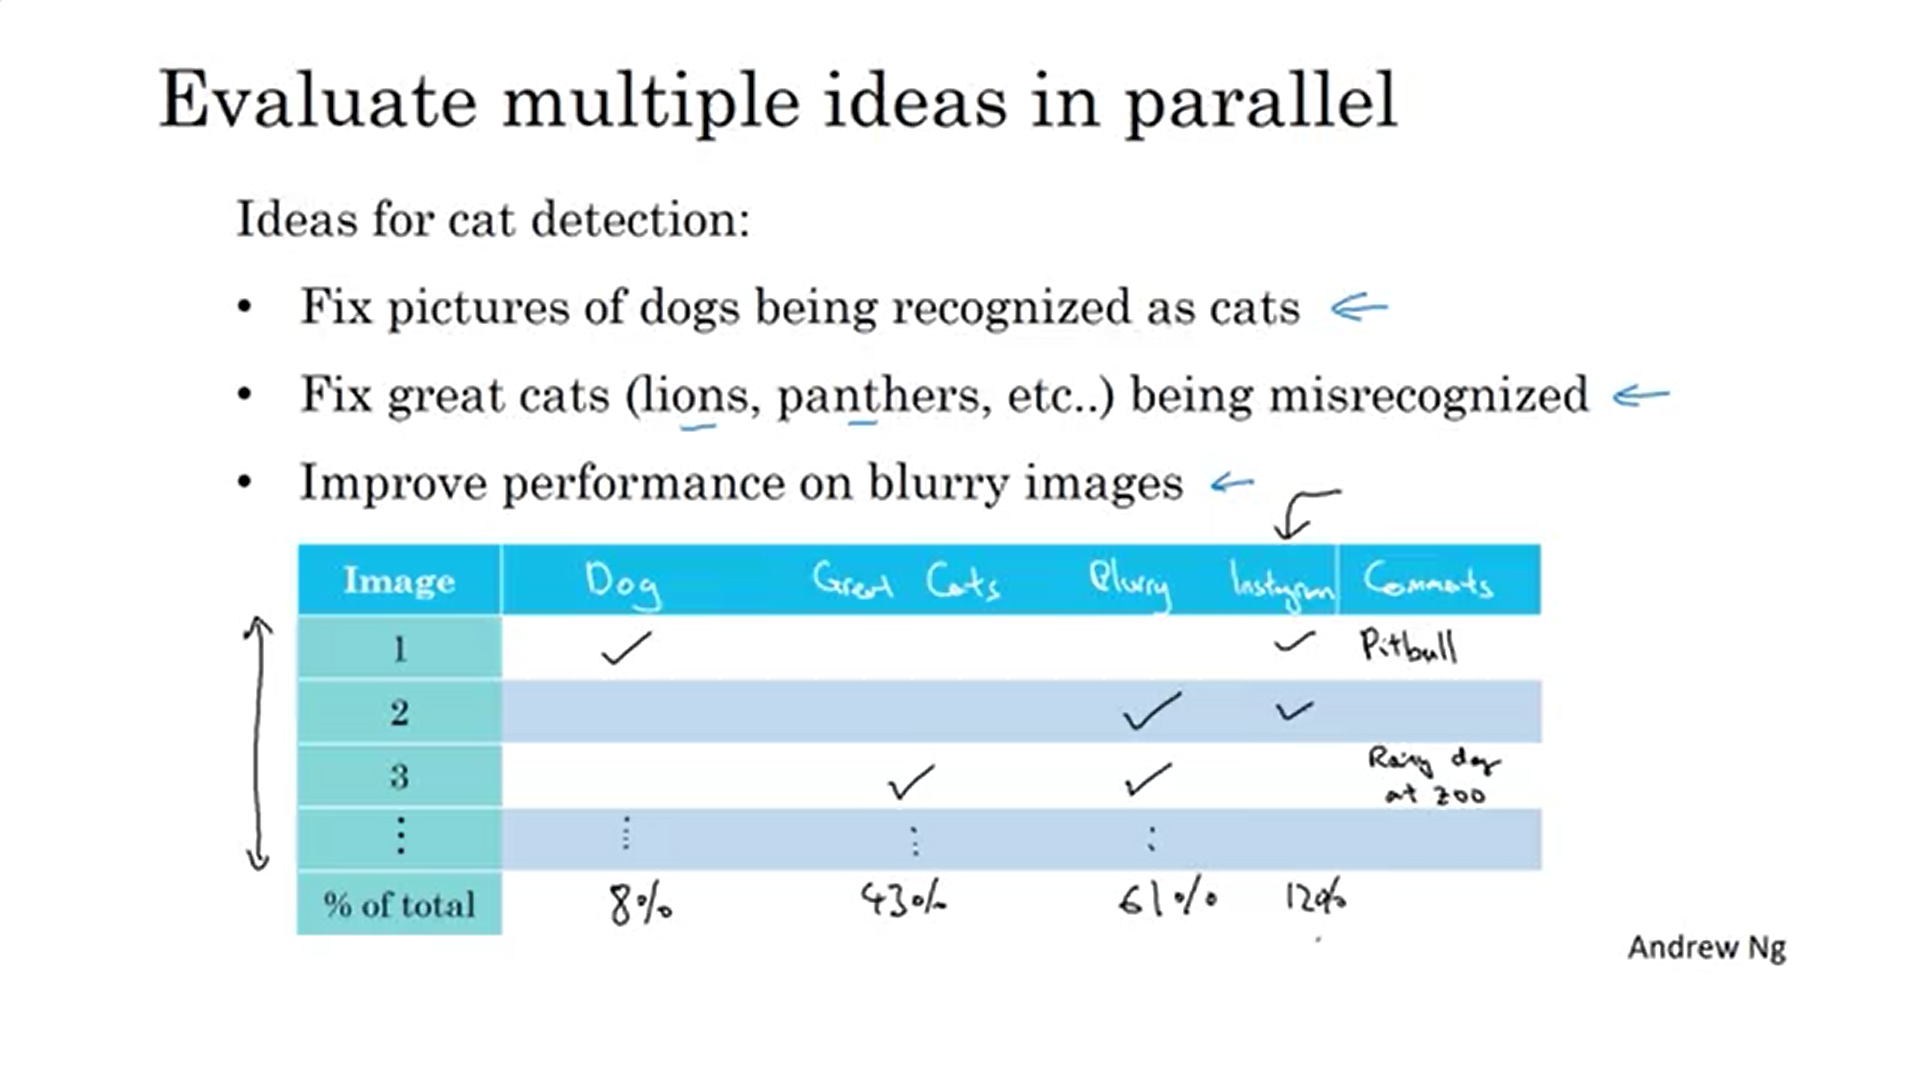 Evaluate multiple ideas in parallel
Ideas for cat detection:
• Fix pictures of dogs being recognized as cats
• Fix great cats (lions, panthers, etc..) being misrecognized
• Improve performance on blurry images
Image Dog Great Cats Blurry Instagram Comments
1 ✓ ✓ Pitbull
2 ✓ ✓
3 ✓ ✓ Rainy day
at zoo
⋮ ⋮ ⋮ ⋮
% of total 8% 43% 61% 12%
Andrew Ng